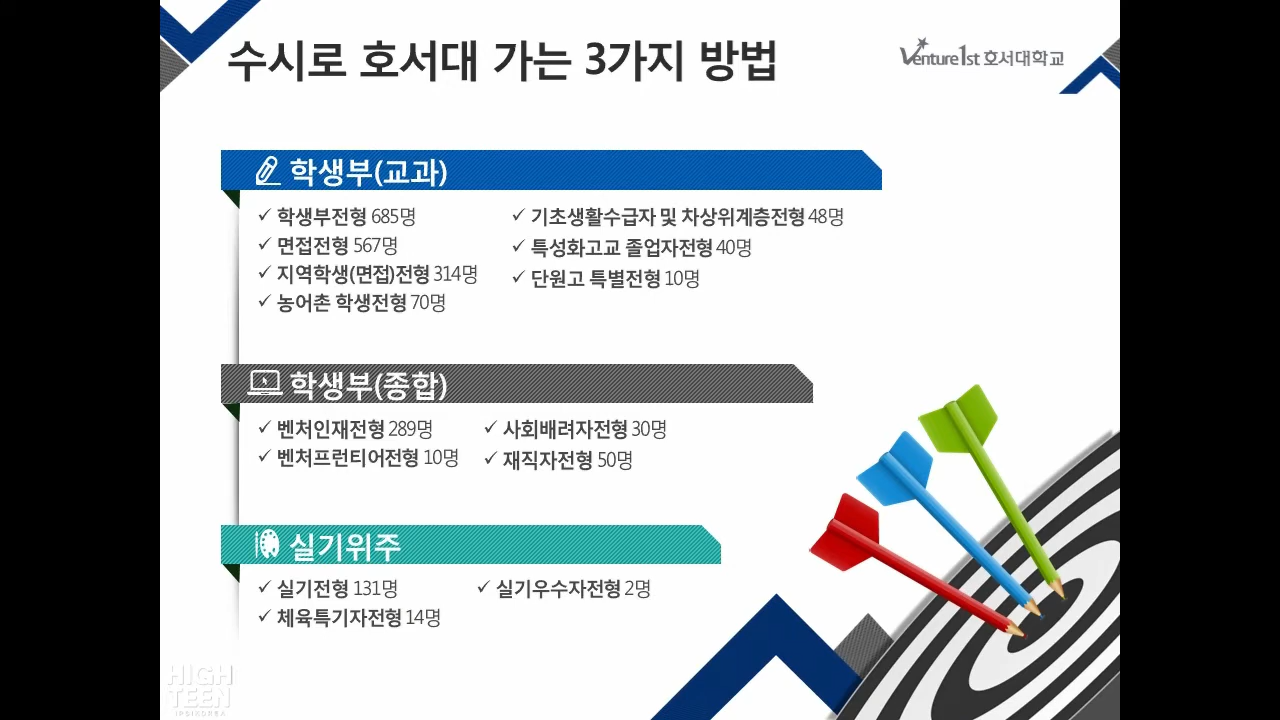 수시로 호서대 가는 3가지 방법
Venture1st 호서대학교
학생부(교과)
학생부전형 685명
면접전형 567명
지역학생(면접)전형 314명
농어촌 학생전형 70명
기초생활수급자 및 차상위계층전형 48명
특성화고교 졸업자전형 40명
단원고 특별전형 10명
학생부(종합)
벤처인재전형 289명
벤처프런티어전형 10명
사회배려자전형 30명
재직자전형 50명
실기위주
실기전형 131명
체육특기자전형 14명
실기우수자전형 2명
HIGH
TEEN
IPSIKOREA